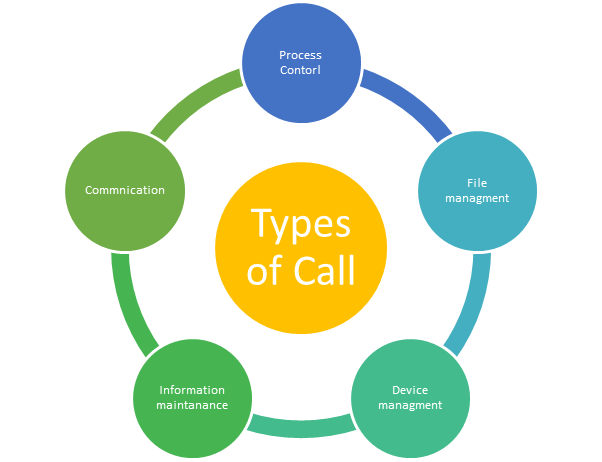 Process
Contorl
File
managment
Device
managment
Information
maintanance
Commnication
Types
of Call